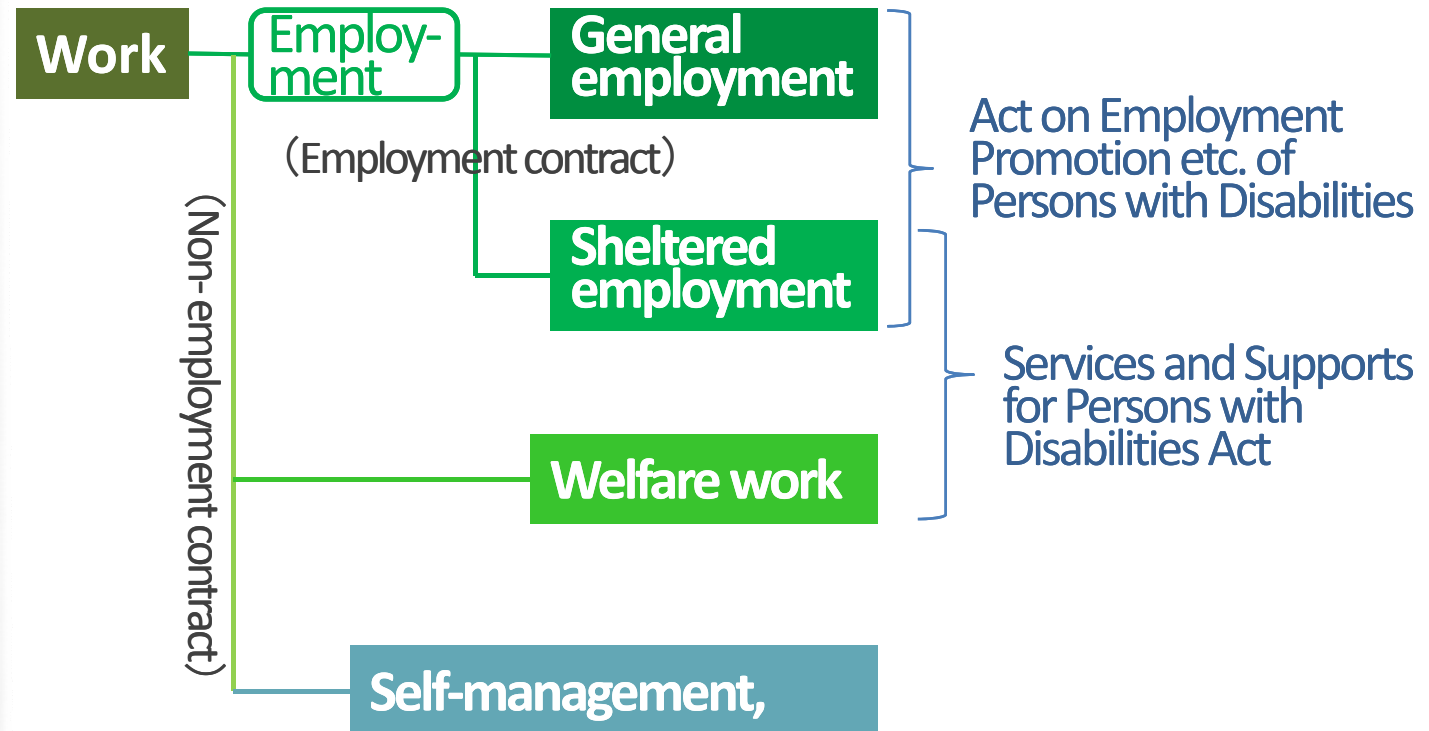 Work
Employ-
ment
General
employment
（Employment contract）
Act on Employment
Promotion etc. of
Persons with Disabilities
（Non- employment contract）
Sheltered
employment
Services and Supports
for Persons with
Disabilities Act
Welfare work
Self-management,